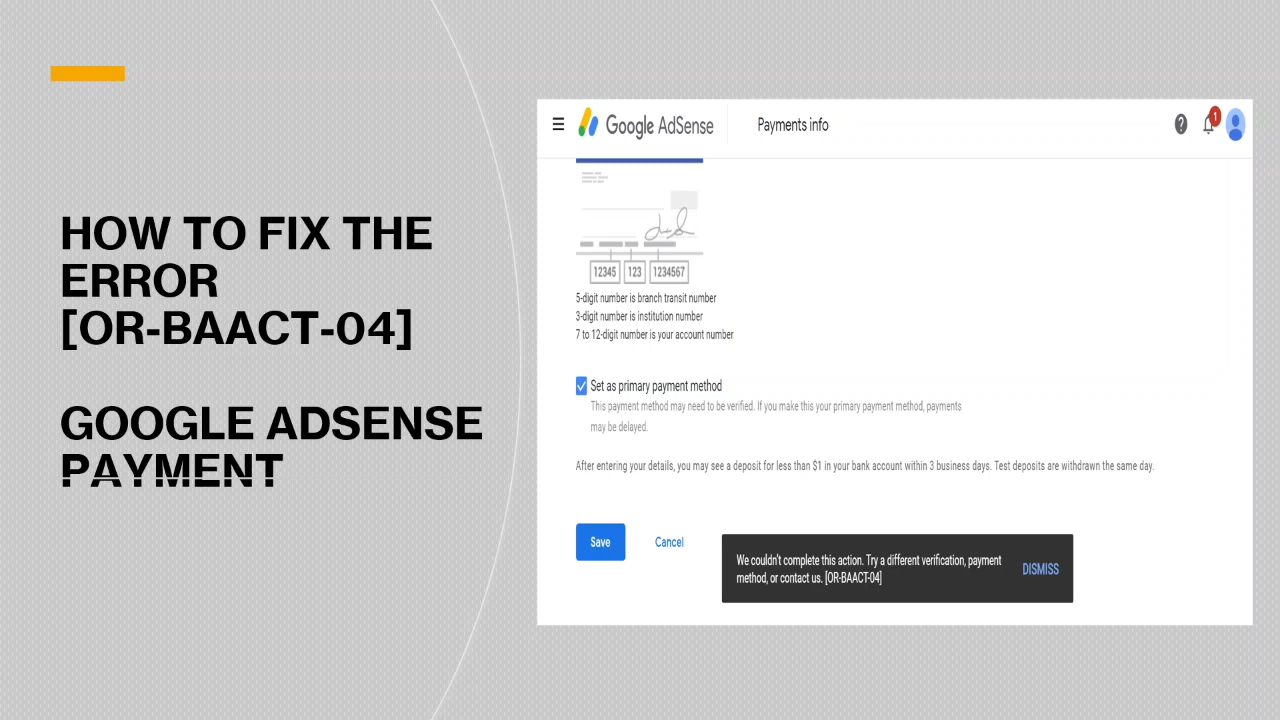 HOW TO FIX THE
ERROR
[OR-BAACT-04]
GOOGLE ADSENSE
PAYMENT
Google AdSense
Payments info
1
12345
123
1234567
5-digit number is branch transit number
3-digit number is institution number
7 to 12-digit number is your account number
Set as primary payment method
This payment method may need to be verified. If you make this your primary payment method, payments
may be delayed.
After entering your details, you may see a deposit for less than $1 in your bank account within 3 business days. Test deposits are withdrawn the same day.
Save
Cancel
We couldn't complete this action. Try a different verification, payment
method, or contact us. [OR-BAACT-04]
DISMISS